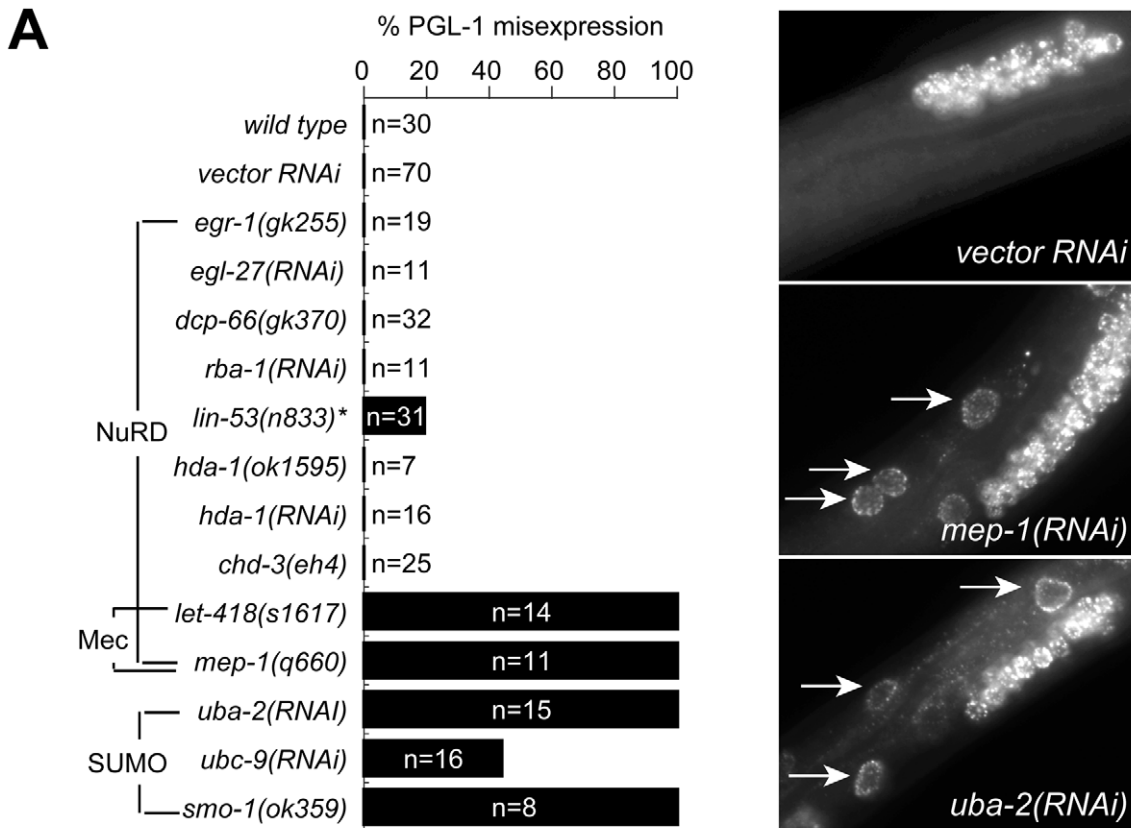 A
% PGL-1 misexpression
0 20 40 60 80 100
wild type n=30
vector RNAi n=70
egr-1(gk255) n=19
egl-27(RNAi) n=11
dcp-66(gk370) n=32
rba-1(RNAi) n=11
lin-53(n833)* n=31
NuRD
hda-1(ok1595) n=7
hda-1(RNAi) n=16
chd-3(eh4) n=25
let-418(s1617) n=14
Mec
mep-1(q660) n=11
uba-2(RNAI) n=15
SUMO
ubc-9(RNAi) n=16
smo-1(ok359) n=8
vector RNAi
mep-1(RNAi)
uba-2(RNAi)